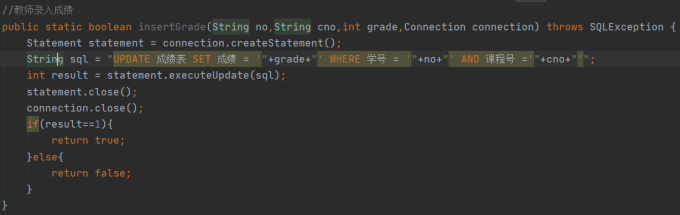 //教师录入成绩
public static boolean insertGrade(String no,String cno,int grade,Connection connection) throws SQLException {
    Statement statement = connection.createStatement();
    String sql = "UPDATE 成绩表 SET 成绩 = '"+grade+"' WHERE 学号 = '"+no+"' AND 课程号 ='"+cno+"'";
    int result = statement.executeUpdate(sql);
    statement.close();
    connection.close();
    if(result==1){
        return true;
    }else{
        return false;
    }
}